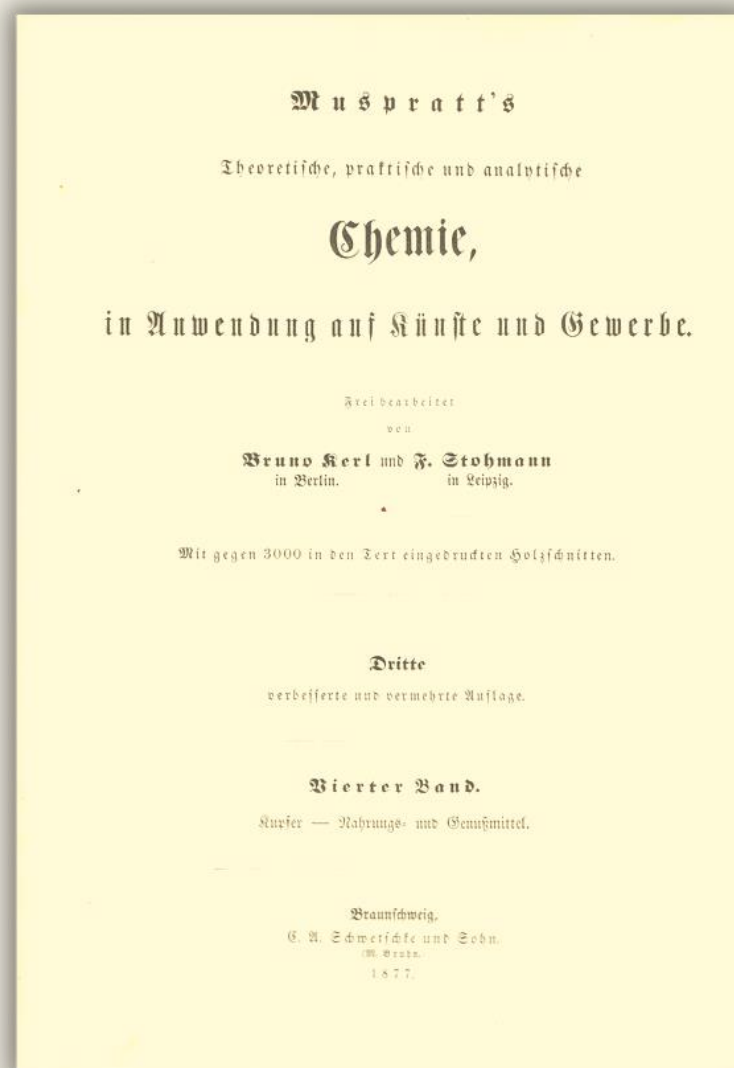 Muspratt's
Theoretische, praktische und analytische
Chemie,
in Anwendung auf Künste und Gewerbe.
Frei bearbeitet
von
Bruno Kerl und F. Stohmann
in Berlin. in Leipzig.
Mit gegen 3000 in den Text eingedruckten Holzschnitten.
Dritte
verbesserte und vermehrte Auflage.
Vierter Band.
Kupfer — Nahrungs- und Genußmittel.
Braunschweig,
C. A. Schwetschke und Sohn.
(M. Bruhn.)
1877.